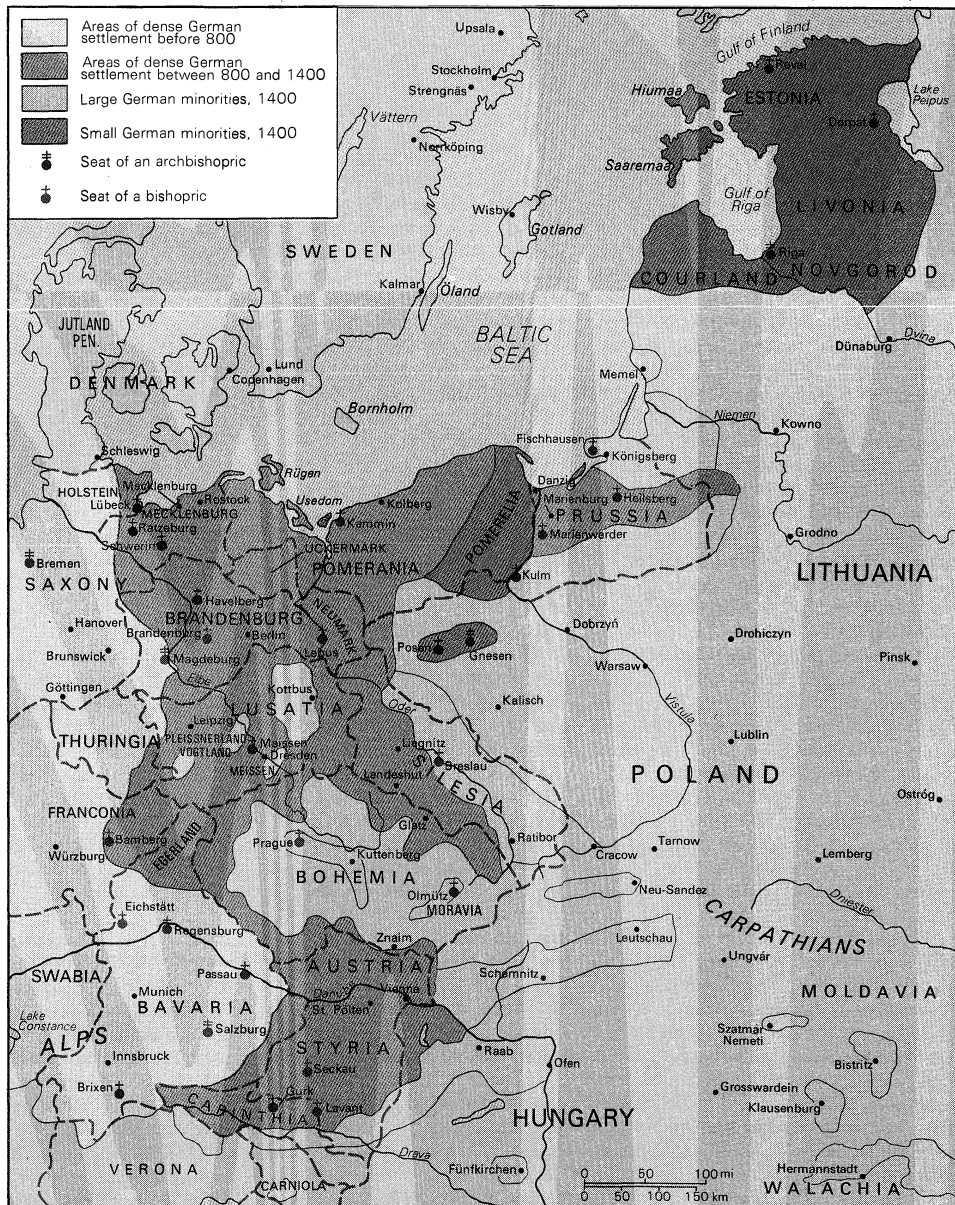 Areas of dense German
settlement before 800
Areas of dense German
settlement between 800 and 1400
Large German minorities, 1400
Small German minorities, 1400
Seat of an archbishopric
Seat of a bishopric
Upsala
Stockholm
Strengnäs
Vättern
Norrköping
Wisby
Gotland
SWEDEN
Kalmar
Öland
Gulf of Finland
Reval
ESTONIA
Hiumaa
Lake
Peipus
Dorpat
Saaremaa
Gulf of
Riga
LIVONIA
Riga
COURLAND
NOVGOROD
JUTLAND
PEN.
BALTIC
SEA
Dvina
Dünaburg
Lund
DENMARK
Copenhagen
Memel
Bornholm
Niemen
Kowno
Schleswig
Fischhausen
Königsberg
Rügen
HOLSTEIN
Mecklenburg
Lübeck
MECKLENBURG
Rostock
Usedom
Kolberg
Danzig
Marienburg
Heilsberg
Ratzeburg
Kammin
POMERELIA
PRUSSIA
Schwerin
Marienwerder
Grodno
UCKERMARK
Bremen
POMERANIA
SAXONY
Kulm
LITHUANIA
Havelberg
NEUMARK
BRANDENBURG
Hanover
Brandenburg
Berlin
Dobrzyń
Drohiczyn
Brunswick
Magdeburg
Lebus
Posen
Gnesen
Warsaw
Pinsk
Göttingen
Elbe
Kottbus
LUSATIA
Oder
Kalisch
Vistula
Leipzig
THURINGIA
PLEISSNERLAND
VOGTLAND
Meissen
Dresden
MEISSEN
Liegnitz
Breslau
Lublin
Landeshut
SILESIA
POLAND
FRANCONIA
Ostróg
Glatz
Bamberg
EGERLAND
Prague
Ratibor
Würzburg
Kuttenberg
Cracow
Tarnow
Lemberg
BOHEMIA
Olmütz
Neu-Sandez
MORAVIA
Dniester
Eichstätt
CARPATHIANS
Regensburg
Znaim
Leutschau
SWABIA
Passau
AUSTRIA
Schemnitz
Ungvár
Munich
BAVARIA
Danube
Vienna
St. Pölten
MOLDAVIA
Lake
Constance
Salzburg
Szatmár
Nemeti
ALPS
STYRIA
Raab
Innsbruck
Seckau
Ofen
Bistritz
Brixen
Gurk
Grosswardein
CARINTHIA
Lavant
Klausenburg
HUNGARY
Drava
VERONA
Fünfkirchen
CARNIOLA
Hermannstadt
WALACHIA
0 50 100 mi
0 50 100 150 km